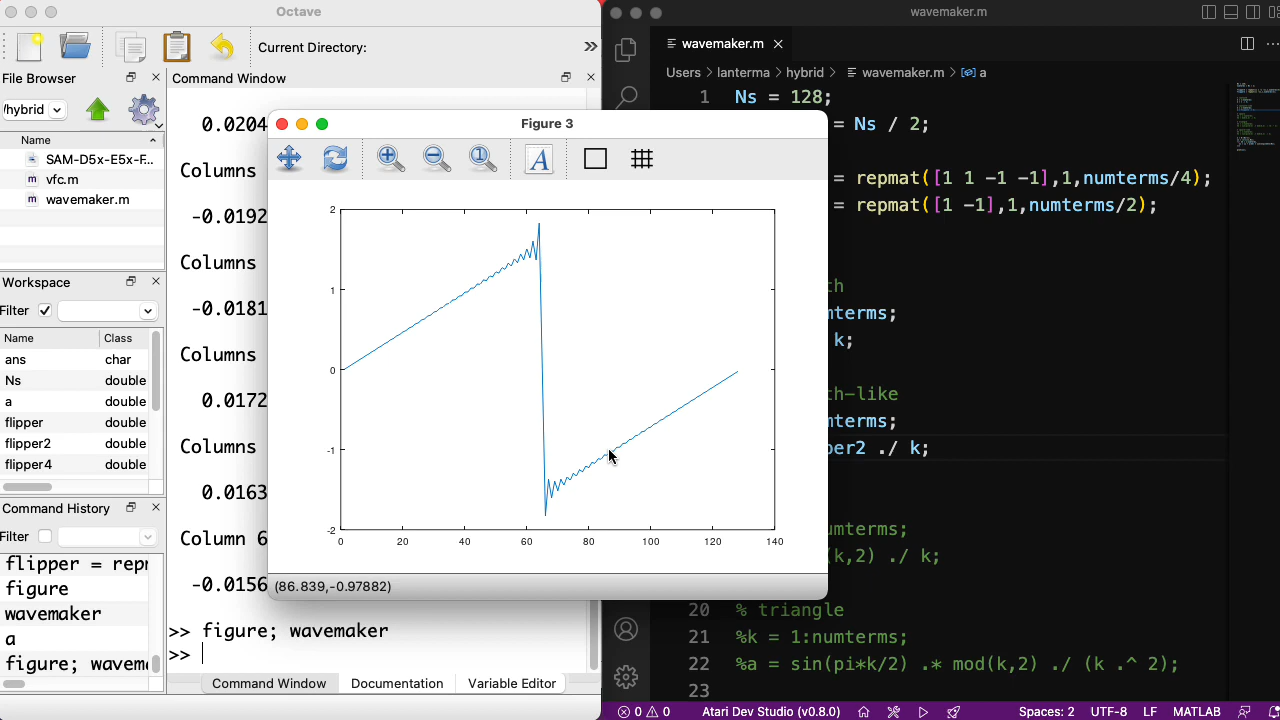 Octave
Current Directory:
File Browser
/hybrid
Name
SAM-D5x-E5x-F...
vfc.m
wavemaker.m
Workspace
Filter
Name Class
ans char
Ns double
a double
flipper double
flipper2 double
flipper4 double
Command History
Filter
flipper = repm
figure
wavemaker
a
figure; wavem
Command Window
0.0204
Columns
-0.0192
Columns
-0.0181
Columns
0.0172
Columns
0.0163
Column 6
-0.0156
>> figure; wavemaker
>>
Command Window Documentation Variable Editor
Figure 3
2
1
0
-1
-2
0 20 40 60 80 100 120 140
(86.839,-0.97882)
wavemaker.m
wavemaker.m
Users > lanterma > hybrid > wavemaker.m > a
1 Ns = 128;
= Ns / 2;
= repmat([1 1 -1 -1],1,numterms/4);
= repmat([1 -1],1,numterms/2);
th
mterms;
k;
th-like
mterms;
per2 ./ k;
umterms;
(k,2) ./ k;
20 % triangle
21 %k = 1:numterms;
22 %a = sin(pi*k/2) .* mod(k,2) ./ (k .^ 2);
23
0 0 Atari Dev Studio (v0.8.0) Spaces: 2 UTF-8 LF MATLAB